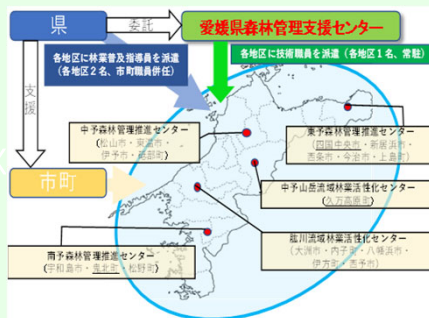 県
委託
愛媛県森林管理支援センター
各地区に林業普及指導員を派遣
(各地区2名、市町職員併任)
各地区に技術職員を派遣(各地区1名、常駐)
支援
市町
中予森林管理推進センター
(松山市・東温市・
伊予市・砥部町)
東予森林管理推進センター
(四国中央市・新居浜市・
西条市・今治市・上島町)
中予山岳流域林業活性化センター
(久万高原町)
肱川流域林業活性化センター
(大洲市・内子町・八幡浜市・
伊方町・西予市)
南予森林管理推進センター
(宇和島市・鬼北町・松野町)